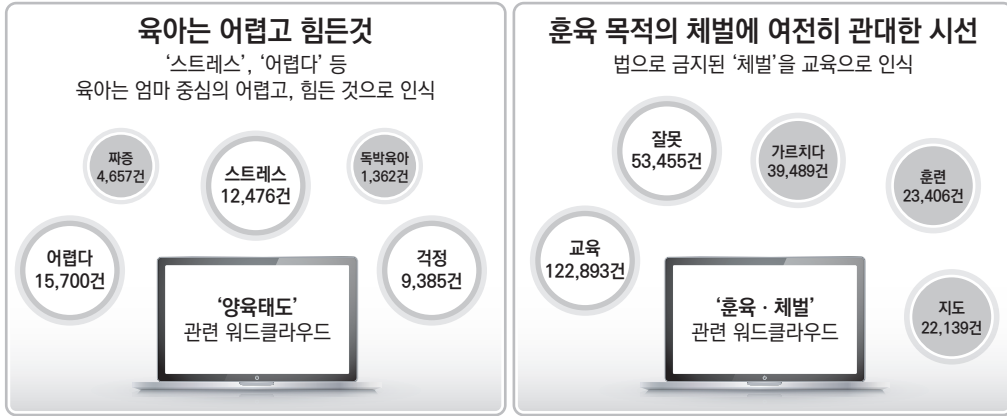 육아는 어렵고 힘든것
‘스트레스’, ‘어렵다’ 등
육아는 엄마 중심의 어렵고, 힘든 것으로 인식
짜증
4,657건
스트레스
12,476건
독박육아
1,362건
어렵다
15,700건
걱정
9,385건
‘양육태도’
관련 워드클라우드
훈육 목적의 체벌에 여전히 관대한 시선
법으로 금지된 ‘체벌’을 교육으로 인식
잘못
53,455건
가르치다
39,489건
훈련
23,406건
교육
122,893건
지도
22,139건
‘훈육 · 체벌’
관련 워드클라우드